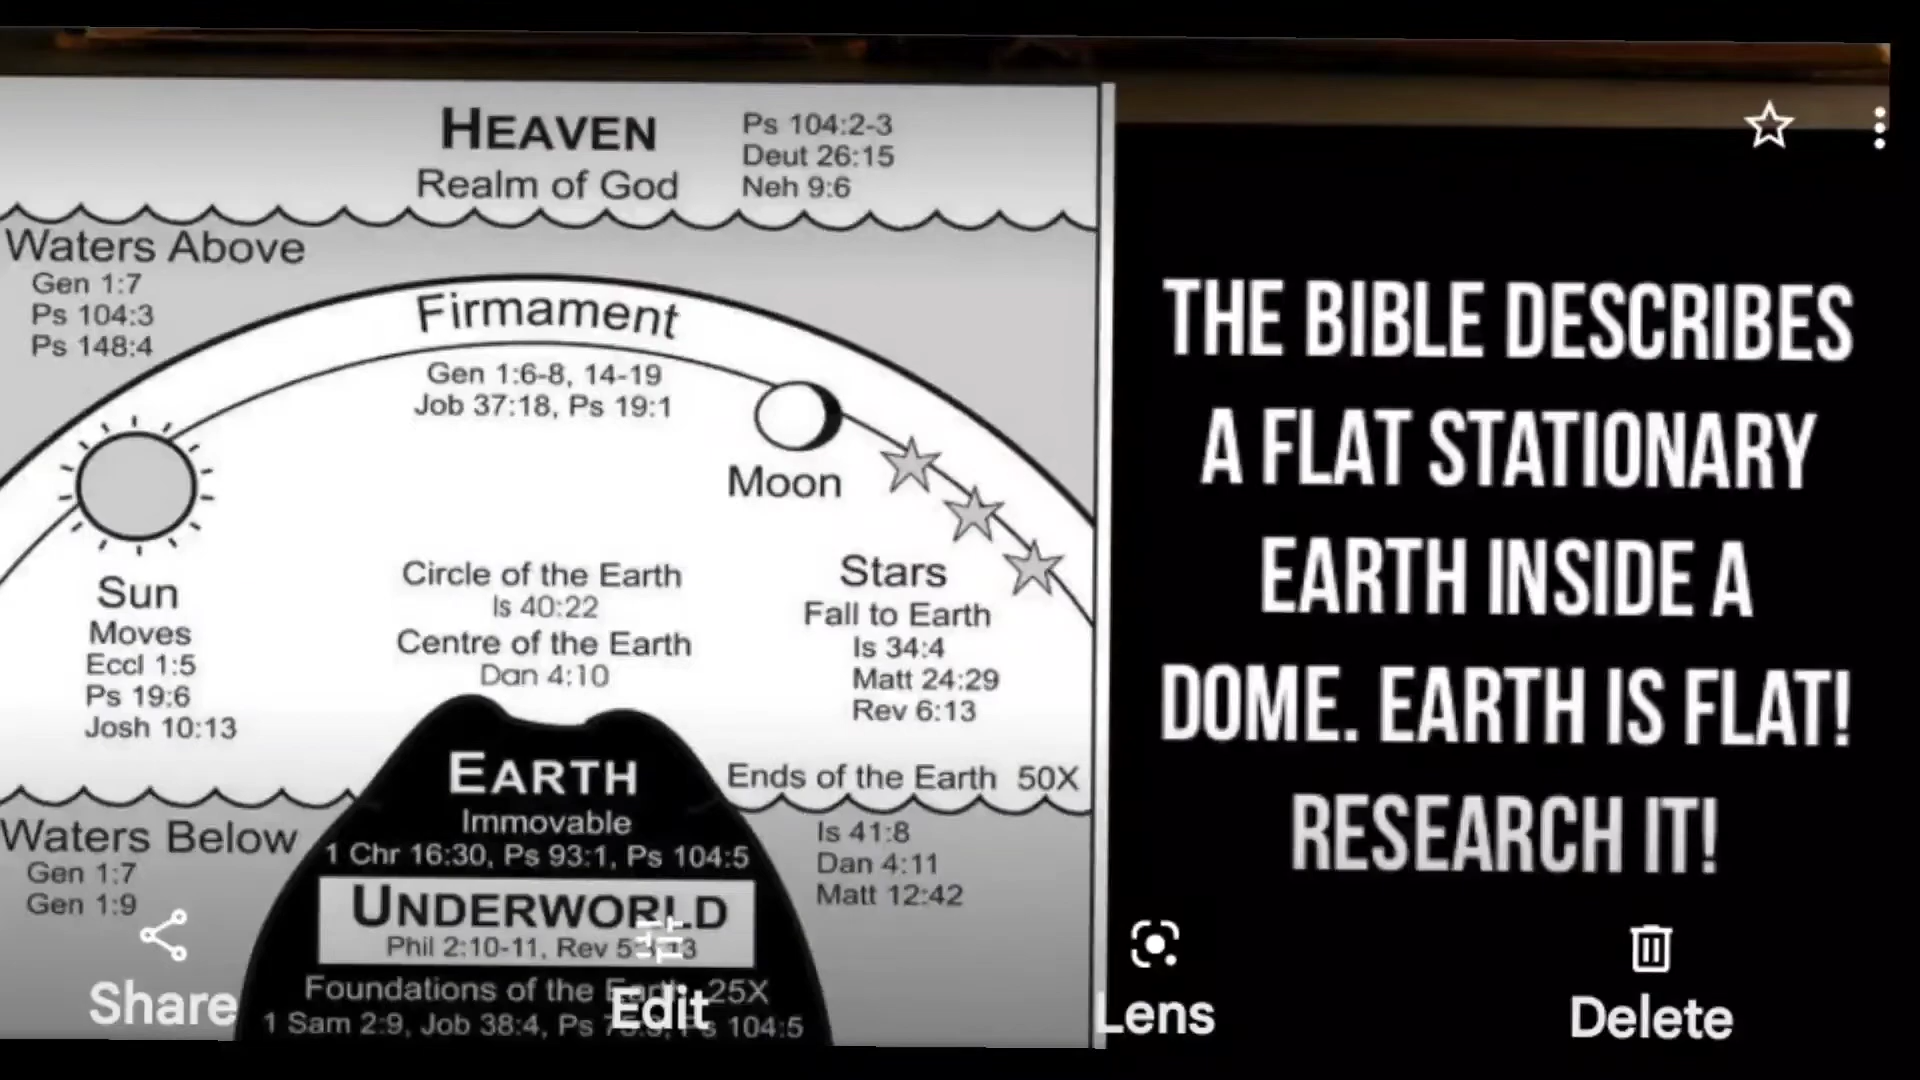 HEAVEN
Realm of God
Ps 104:2-3
Deut 26:15
Neh 9:6
Waters Above
Gen 1:7
Ps 104:3
Ps 148:4
Firmament
Gen 1:6-8, 14-19
Job 37:18, Ps 19:1
Moon
Sun
Moves
Eccl 1:5
Ps 19:6
Josh 10:13
Circle of the Earth
Is 40:22
Centre of the Earth
Dan 4:10
Stars
Fall to Earth
Is 34:4
Matt 24:29
Rev 6:13
EARTH
Immovable
1 Chr 16:30, Ps 93:1, Ps 104:5
Ends of the Earth 50X
Is 41:8
Dan 4:11
Matt 12:42
Waters Below
Gen 1:7
Gen 1:9
UNDERWORLD
Phil 2:10-11, Rev
Foundations of the Earth 25X
1 Sam 2:9, Job 38:4, Ps 104:5
THE BIBLE DESCRIBES
A FLAT STATIONARY
EARTH INSIDE A
DOME. EARTH IS FLAT!
RESEARCH IT!
Share
Edit
Lens
Delete